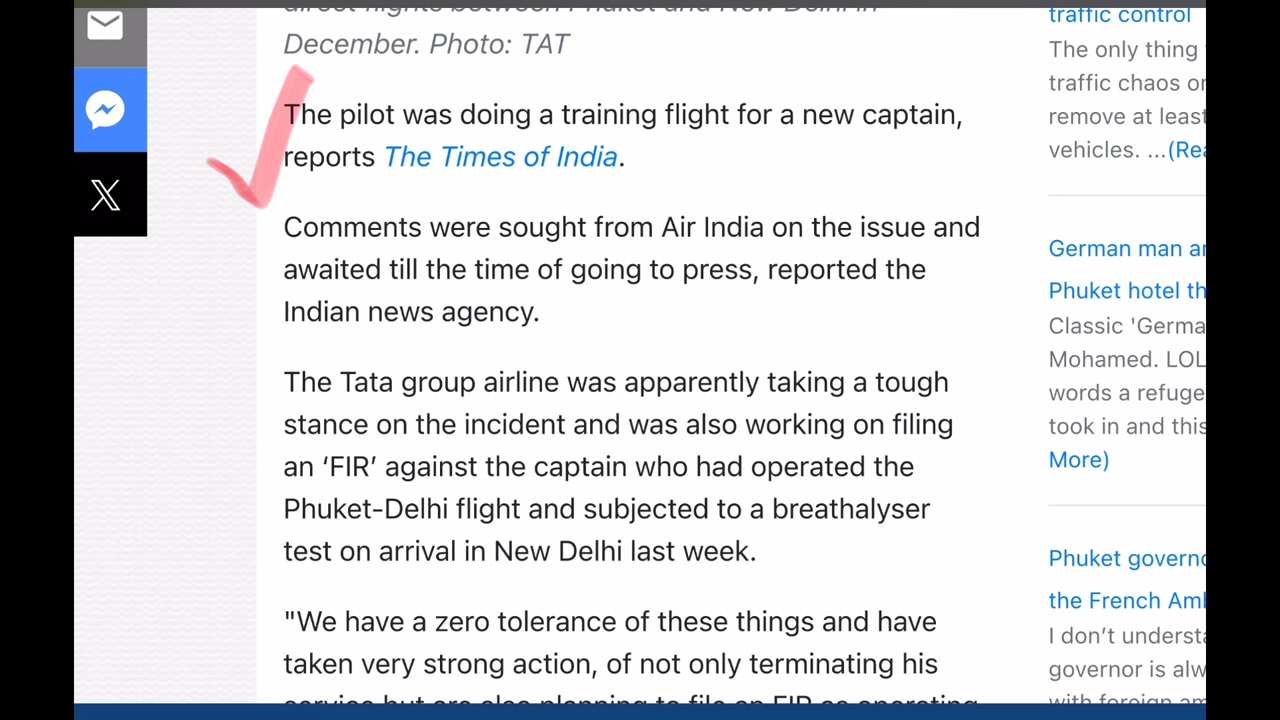 December. Photo: TAT
The pilot was doing a training flight for a new captain,
reports The Times of India.
Comments were sought from Air India on the issue and
awaited till the time of going to press, reported the
Indian news agency.
The Tata group airline was apparently taking a tough
stance on the incident and was also working on filing
an ‘FIR’ against the captain who had operated the
Phuket-Delhi flight and subjected to a breathalyser
test on arrival in New Delhi last week.
"We have a zero tolerance of these things and have
taken very strong action, of not only terminating his
traffic control
The only thing
traffic chaos
remove at least
vehicles. ...(Rea
German man
Phuket hotel
Classic 'Germa
Mohamed. LOL
words a refuge
took in and this
More)
Phuket governo
the French Am
I don’t understa
governor is alw